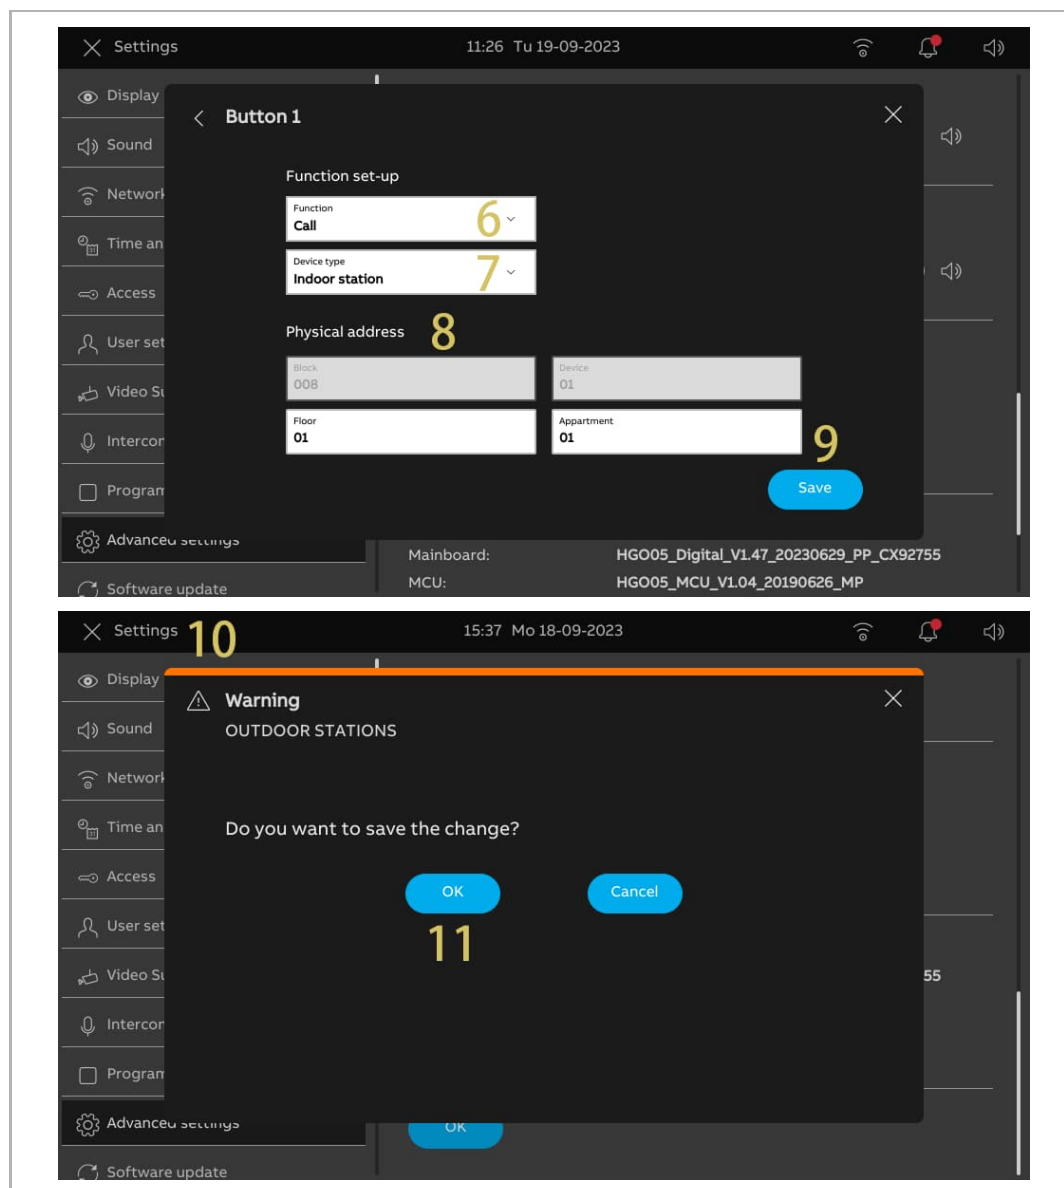 Settings 11:26 Tu 19-09-2023
Display
Button 1
Sound
Function set-up
Network
Function
Call 6
Time an
Device type
Indoor station 7
Access
Physical address 8
User set
Block
008
Device
01
Video Su
Floor
01
Appartment
01
Intercor
9
Program
Save
Advanced settings
Mainboard: HGO05_Digital_V1.47_20230629_PP_CX92755
MCU: HGO05_MCU_V1.04_20190626_MP
Software update
Settings 10 15:37 Mo 18-09-2023
Display
Warning
Sound
OUTDOOR STATIONS
Network
Time an
Do you want to save the change?
Access
OK Cancel
User set
11
Video Su
55
Intercor
Program
Advanced settings
OK
Software update